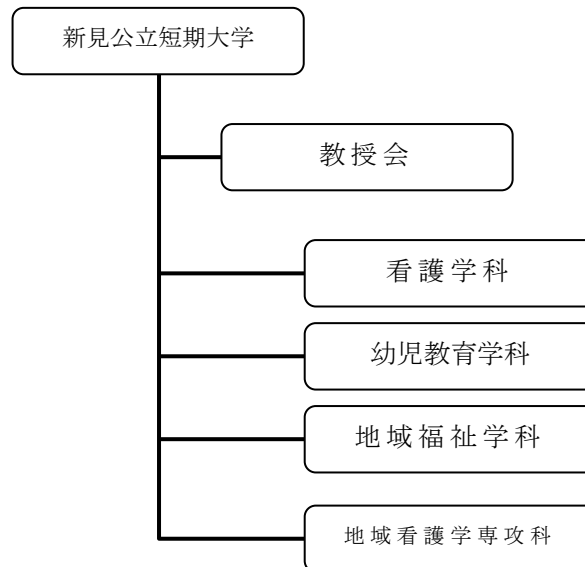 新見公立短期大学
教授会
看護学科
幼児教育学科
地域福祉学科
地域看護学専攻科